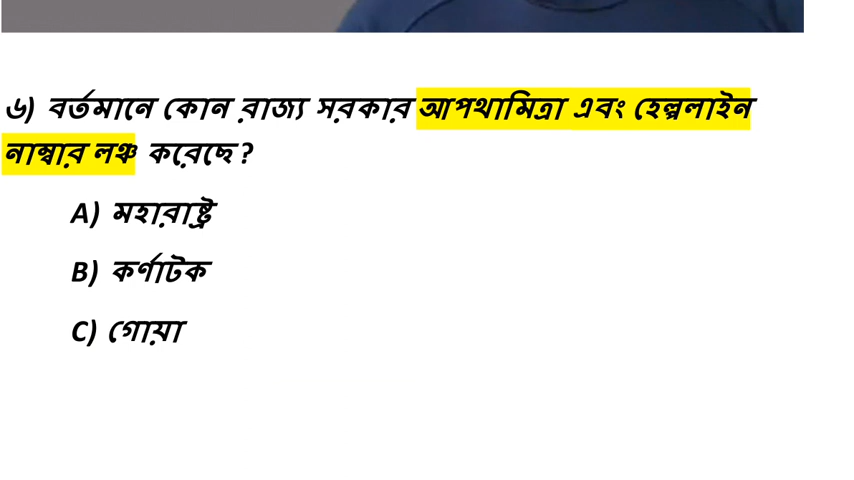 ৬) বর্তমানে কোন রাজ্য সরকার আপথামিত্রা এবং হেল্পলাইন
নাম্বার লঞ্চ করেছে ?
A) মহারাষ্ট্র
B) কর্ণাটক
C) গোয়া